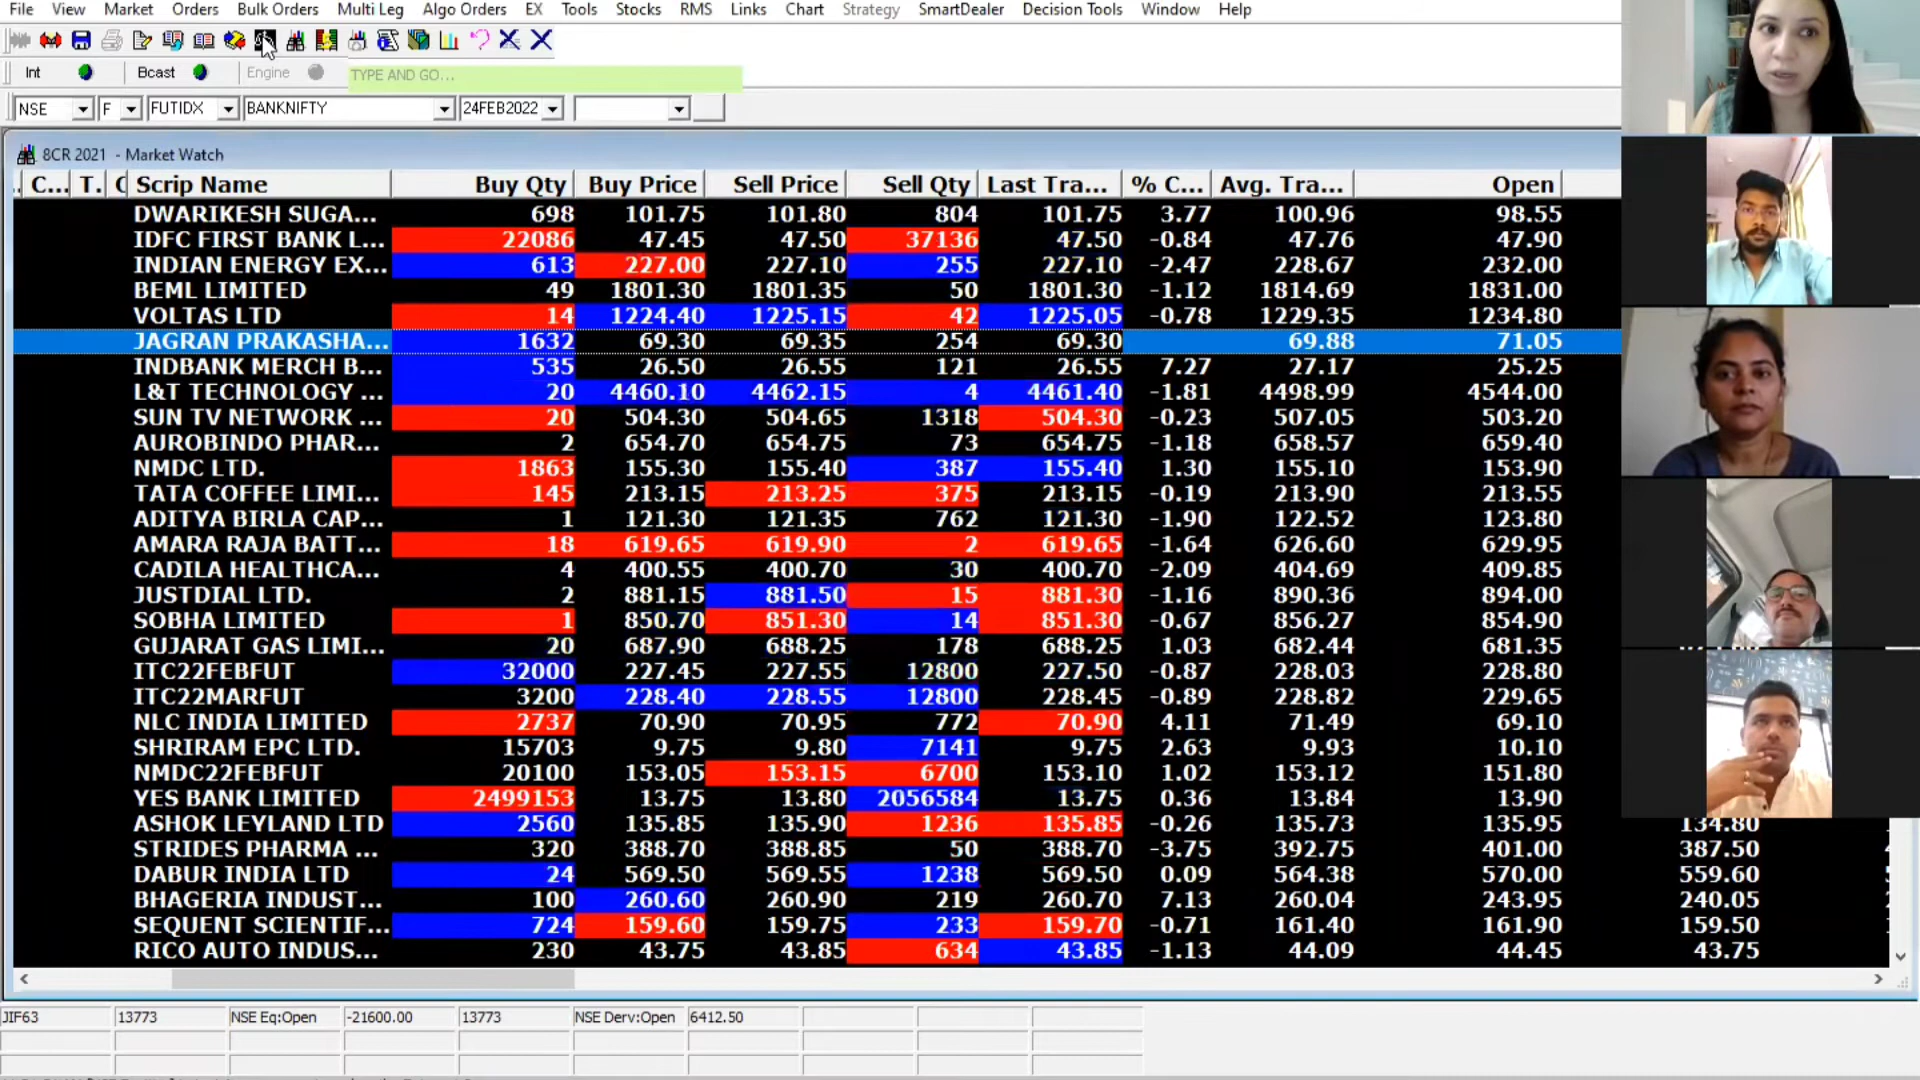 File View Market Orders Bulk Orders Multi Leg Algo Orders EX Tools Stocks RMS Links Chart Strategy SmartDealer Decision Tools Window Help
Int Bcast Engine TYPE AND GO...
NSE F FUTIDX BANKNIFTY 24FEB2022
8CR 2021 - Market Watch
C... T. Scrip Name Buy Qty Buy Price Sell Price Sell Qty Last Tra... % C... Avg. Tra... Open
DWARIKESH SUGA... 698 101.75 101.80 804 101.75 3.77 100.96 98.55
IDFC FIRST BANK L... 22086 47.45 47.50 37136 47.50 -0.84 47.76 47.90
INDIAN ENERGY EX... 613 227.00 227.10 255 227.10 -2.47 228.67 232.00
BEML LIMITED 49 1801.30 1801.35 50 1801.30 -1.12 1814.69 1831.00
VOLTAS LTD 14 1224.40 1225.15 42 1225.05 -0.78 1229.35 1234.80
JAGRAN PRAKASHA... 1632 69.30 69.35 254 69.30 69.88 71.05
INDBANK MERCH B... 535 26.50 26.55 121 26.55 7.27 27.17 25.25
L&T TECHNOLOGY ... 20 4460.10 4462.15 4 4461.40 -1.81 4498.99 4544.00
SUN TV NETWORK ... 20 504.30 504.65 1318 504.30 -0.23 507.05 503.20
AUROBINDO PHAR... 2 654.70 654.75 73 654.75 -1.18 658.57 659.40
NMDC LTD. 1863 155.30 155.40 387 155.40 1.30 155.10 153.90
TATA COFFEE LIMI... 145 213.15 213.25 375 213.15 -0.19 213.90 213.55
ADITYA BIRLA CAP... 1 121.30 121.35 762 121.30 -1.90 122.52 123.80
AMARA RAJA BATT... 18 619.65 619.90 2 619.65 -1.64 626.60 629.95
CADILA HEALTHCA... 4 400.55 400.70 30 400.70 -2.09 404.69 409.85
JUSTDIAL LTD. 2 881.15 881.50 15 881.30 -1.16 890.36 894.00
SOBHA LIMITED 1 850.70 851.30 14 851.30 -0.67 856.27 854.90
GUJARAT GAS LIMI... 20 687.90 688.25 178 688.25 1.03 682.44 681.35
ITC22FEBFUT 32000 227.45 227.55 12800 227.50 -0.87 228.03 228.80
ITC22MARFUT 3200 228.40 228.55 12800 228.45 -0.89 228.82 229.65
NLC INDIA LIMITED 2737 70.90 70.95 772 70.90 4.11 71.49 69.10
SHRIRAM EPC LTD. 15703 9.75 9.80 7141 9.75 2.63 9.93 10.10
NMDC22FEBFUT 20100 153.05 153.15 6700 153.10 1.02 153.12 151.80
YES BANK LIMITED 2499153 13.75 13.80 2056584 13.75 0.36 13.84 13.90
ASHOK LEYLAND LTD 2560 135.85 135.90 1236 135.85 -0.26 135.73 135.95 134.80
STRIDES PHARMA ... 320 388.70 388.85 50 388.70 -3.75 392.75 401.00 387.50
DABUR INDIA LTD 24 569.50 569.55 1238 569.50 0.09 564.38 570.00 559.60
BHAGERIA INDUST... 100 260.60 260.90 219 260.70 7.13 260.04 243.95 240.05
SEQUENT SCIENTIF... 724 159.60 159.75 233 159.70 -0.71 161.40 161.90 159.50
RICO AUTO INDUS... 230 43.75 43.85 634 43.85 -1.13 44.09 44.45 43.75
JIF63 13773 NSE Eq:Open -21600.00 13773 NSE Derv:Open 6412.50